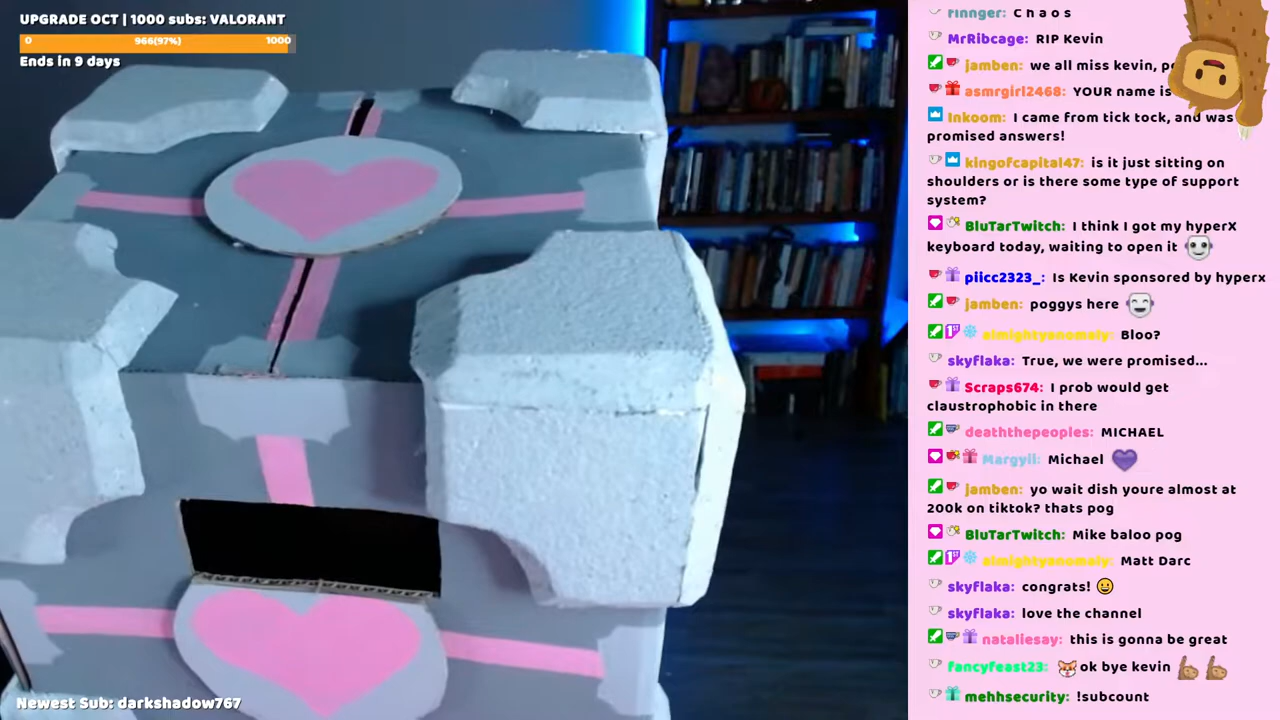 UPGRADE OCT | 1000 subs: VALORANT
0 966(97%) 1000
Ends in 9 days
Newest Sub: darkshadow767
finnger: Chaos
MrRibcage: RIP Kevin
jamben: we all miss kevin,
asmrgirl2468: YOUR name is
Inkoom: I came from tick tock, and was
promised answers!
kingofcapital47: is it just sitting on
shoulders or is there some type of support
system?
BluTarTwitch: I think I got my hyperX
keyboard today, waiting to open it
piicc2323_: Is Kevin sponsored by hyperx
jamben: poggys here
almightyanomaly: Bloo?
skyflaka: True, we were promised...
Scraps674: I prob would get
claustrophobic in there
deaththepeoples: MICHAEL
Margyll: Michael
jamben: yo wait dish youre almost at
200k on tiktok? thats pog
BluTarTwitch: Mike baloo pog
almightyanomaly: Matt Darc
skyflaka: congrats!
skyflaka: love the channel
nataliesay: this is gonna be great
fancyfeast23: ok bye kevin
mehhsecurity: !subcount